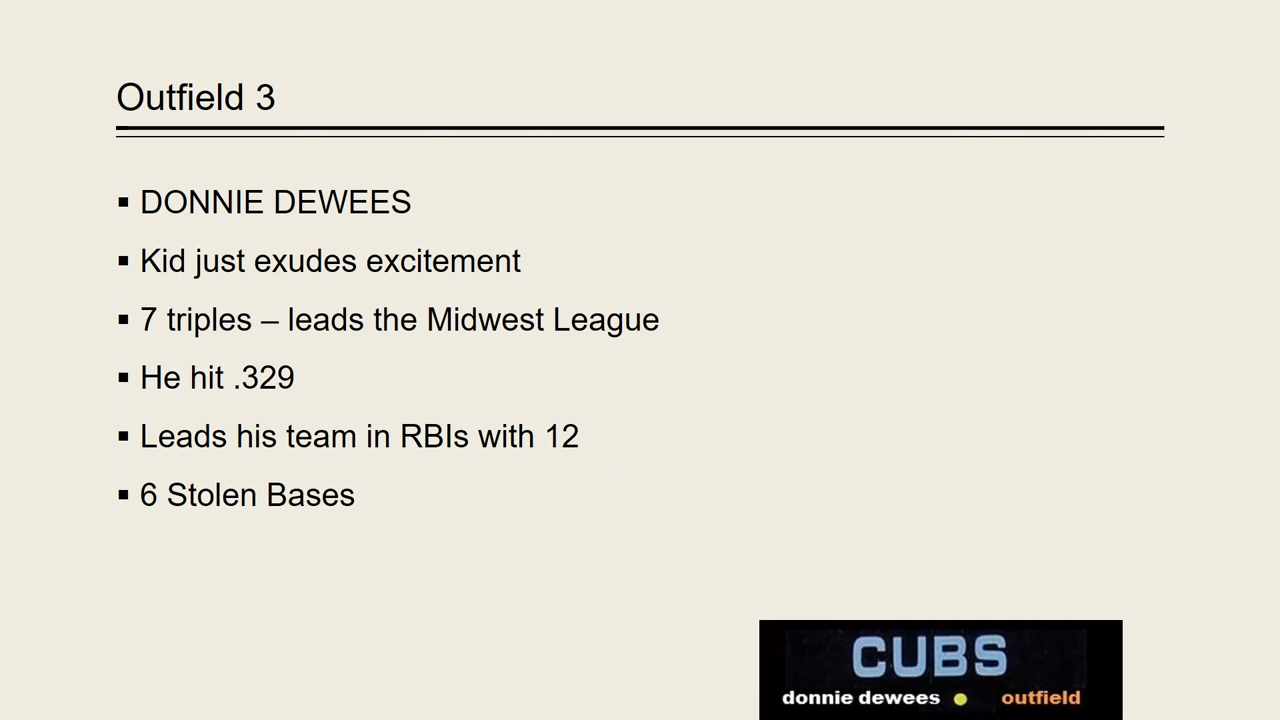 Outfield 3
▪ DONNIE DEWEES
▪ Kid just exudes excitement
▪ 7 triples – leads the Midwest League
▪ He hit .329
▪ Leads his team in RBIs with 12
▪ 6 Stolen Bases
CUBS
donnie dewees ● outfield